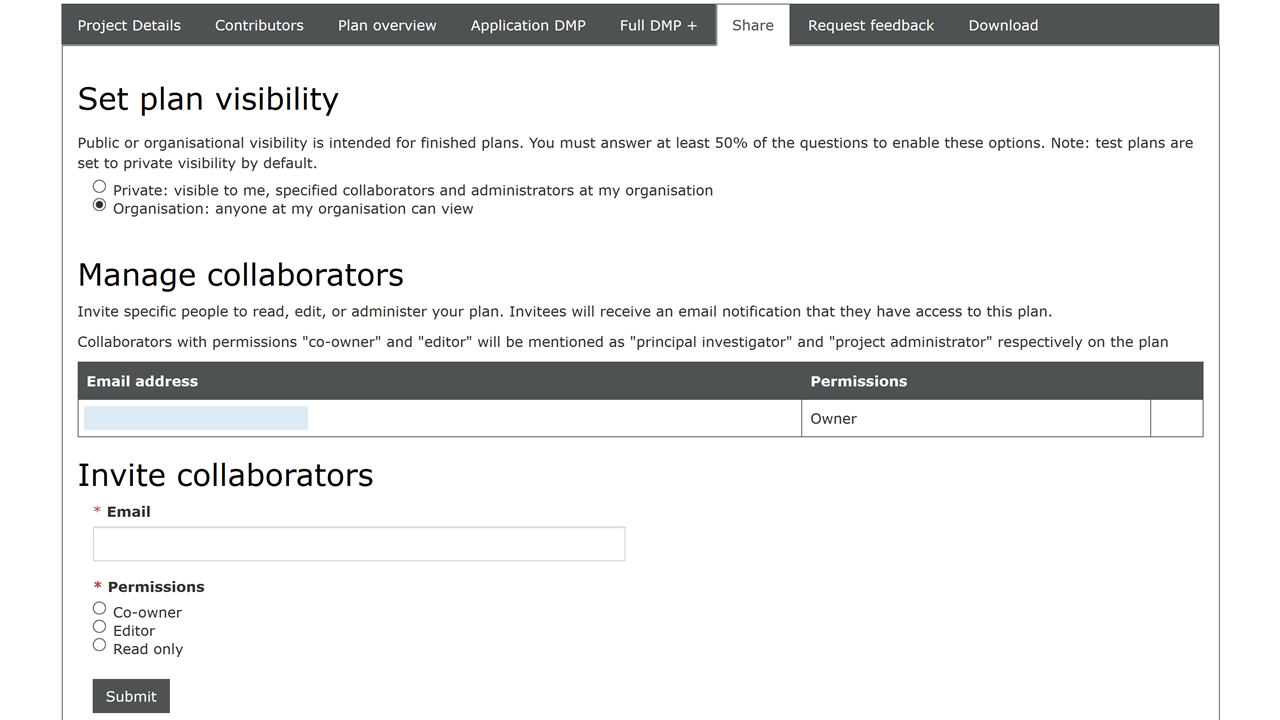 Project Details Contributors Plan overview Application DMP Full DMP + Share Request feedback Download
Set plan visibility
Public or organisational visibility is intended for finished plans. You must answer at least 50% of the questions to enable these options. Note: test plans are
set to private visibility by default.
Private: visible to me, specified collaborators and administrators at my organisation
Organisation: anyone at my organisation can view
Manage collaborators
Invite specific people to read, edit, or administer your plan. Invitees will receive an email notification that they have access to this plan.
Collaborators with permissions "co-owner" and "editor" will be mentioned as "principal investigator" and "project administrator" respectively on the plan
Email address Permissions
Owner
Invite collaborators
* Email
* Permissions
Co-owner
Editor
Read only
Submit